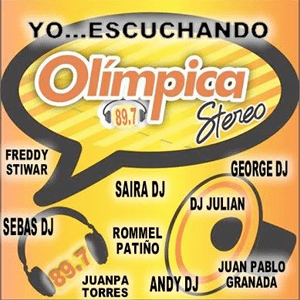 YO...ESCUCHANDO
Olímpica
89.7
Stereo
FREDDY
STIWAR
GEORGE DJ
SAIRA DJ
DJ JULIAN
SEBAS DJ
ROMMEL
PATIÑO
89.7
JUANPA
TORRES
ANDY DJ
JUAN PABLO
GRANADA